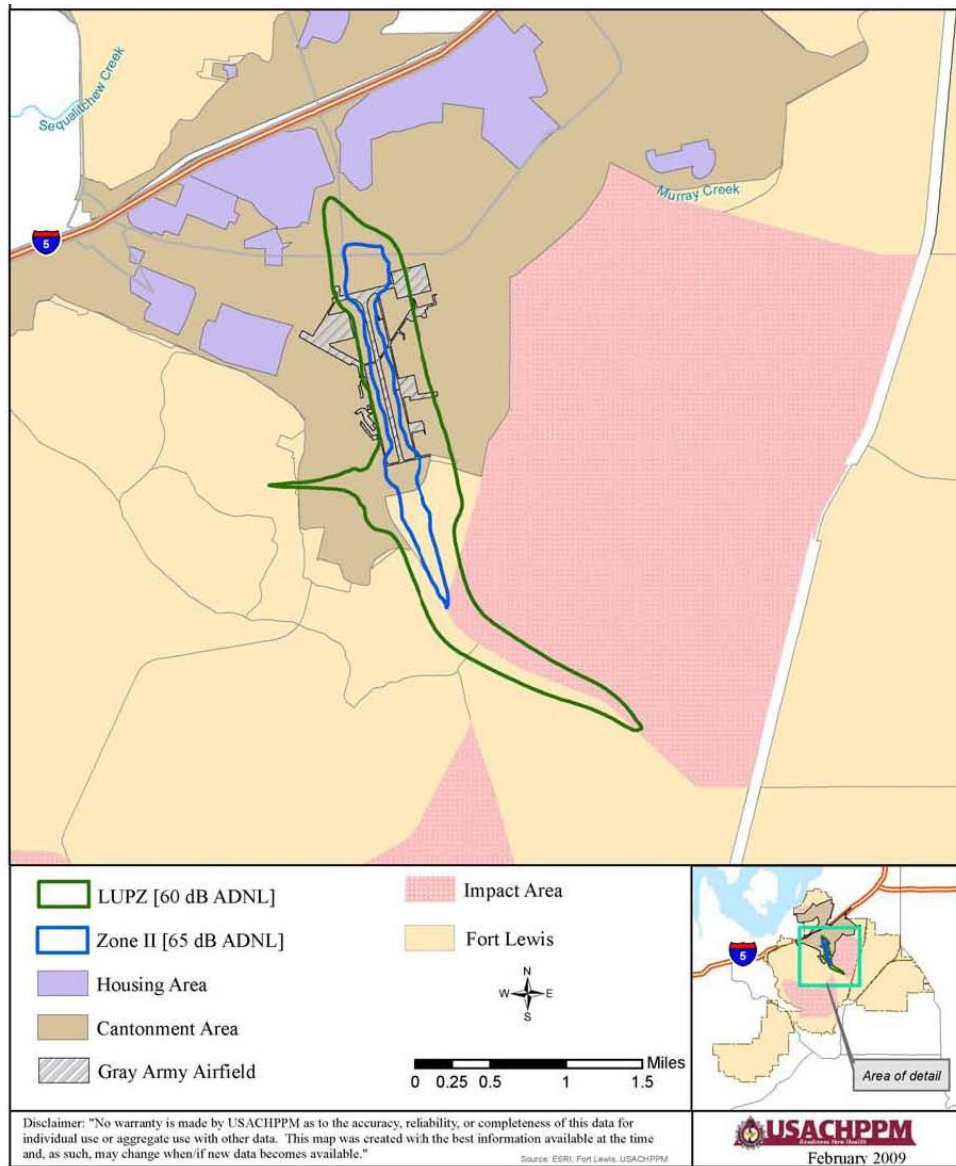 Sequalitchew Creek
Murray Creek
5
LUPZ [60 dB ADNL]
Zone II [65 dB ADNL]
Housing Area
Cantonment Area
Gray Army Airfield
Impact Area
Fort Lewis
N
W E
S
Miles
0 0.25 0.5 1 1.5
5
Area of detail
Disclaimer: "No warranty is made by USACHPPM as to the accuracy, reliability, or completeness of this data for
individual use or aggregate use with other data. This map was created with the best information available at the time
and, as such, may change when/if new data becomes available."
Source: ESRI, Fort Lewis, USACHPPM
USACHPPM
Readiness thru Health
February 2009